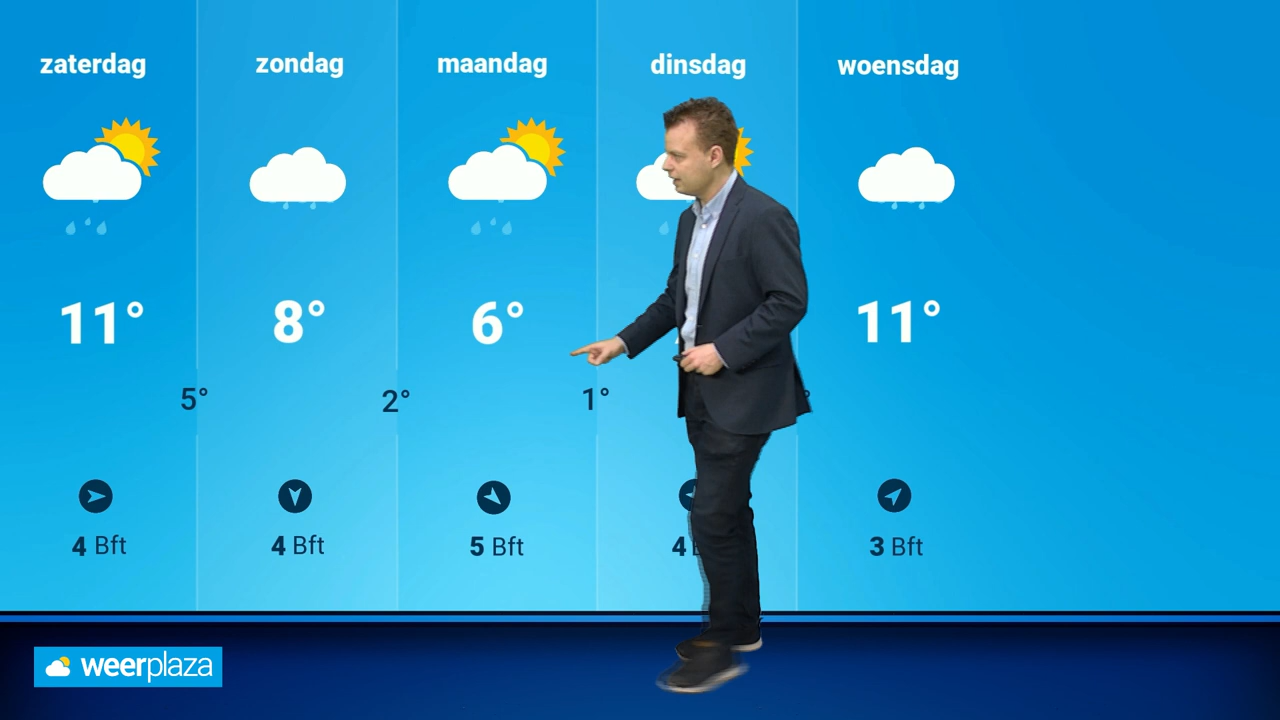 zaterdag zondag maandag dinsdag woensdag
11° 8° 6° 11°
5° 2° 1°
4 Bft 4 Bft 5 Bft 4 3 Bft
weerplaza